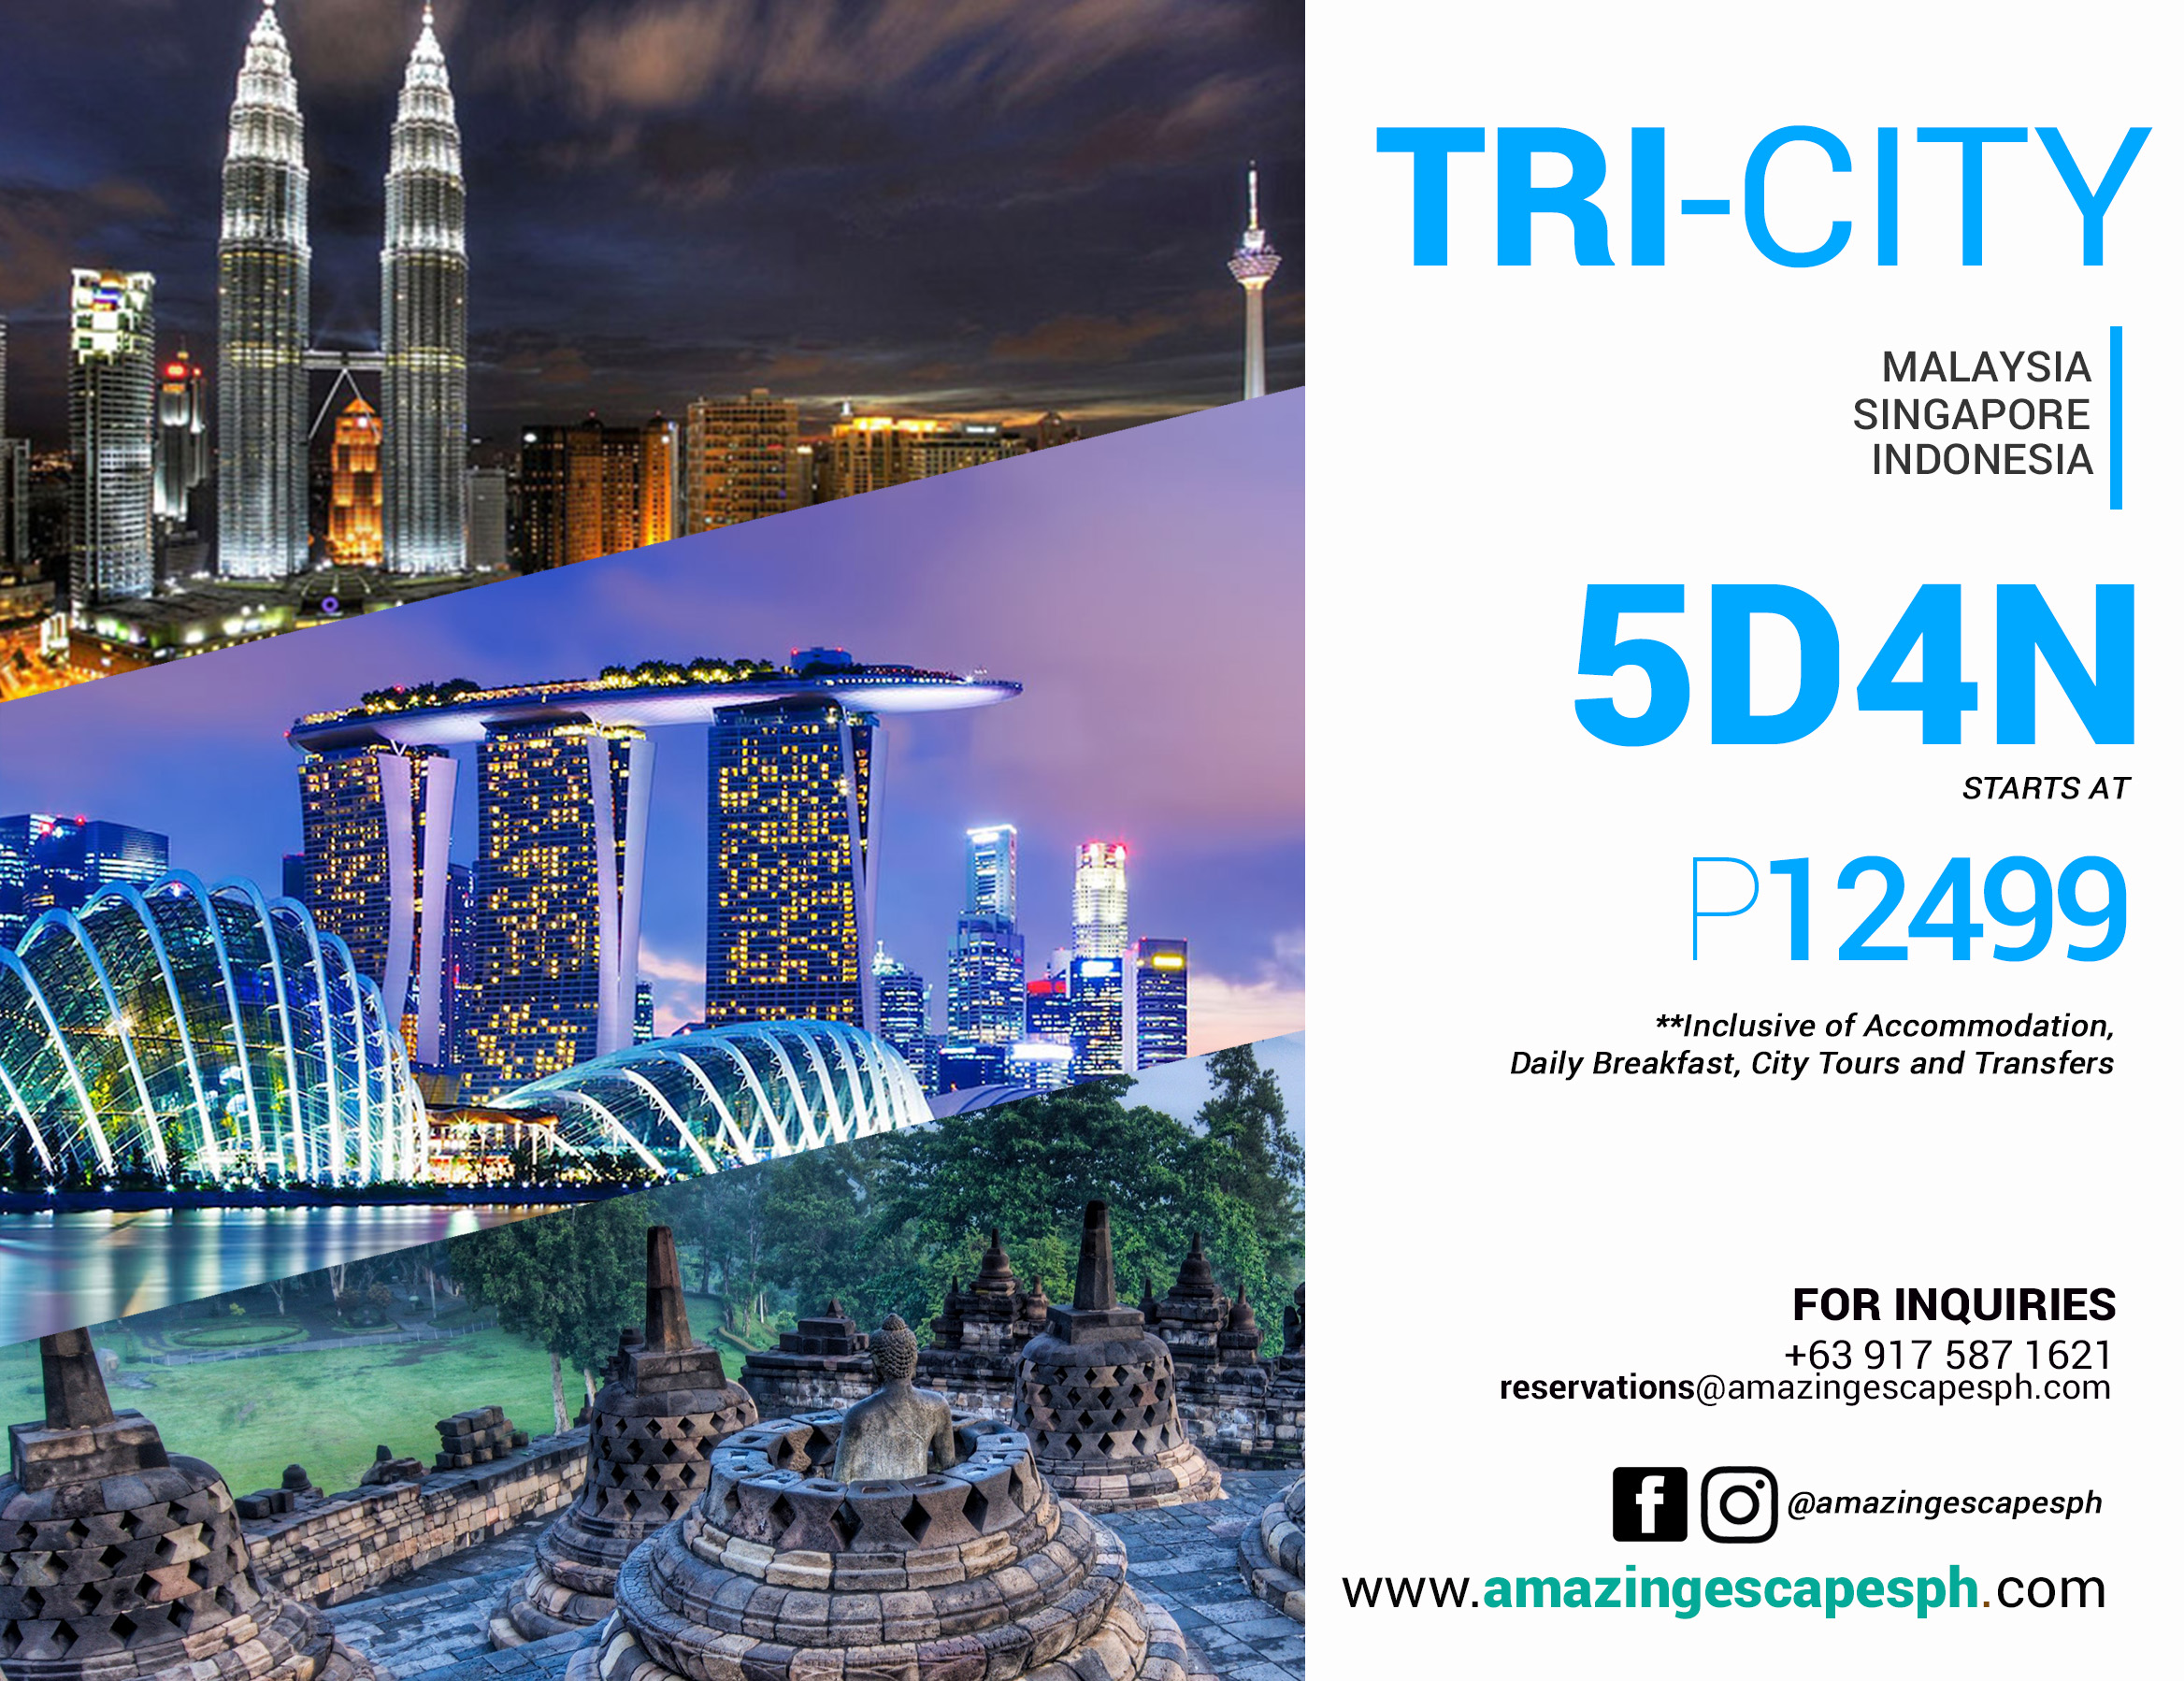 TRI-CITY
MALAYSIA
SINGAPORE
INDONESIA
5D4N
STARTS AT
P12499
**Inclusive of Accommodation,
Daily Breakfast, City Tours and Transfers
FOR INQUIRIES
+63 917 587 1621
reservations@amazingescapesph.com
@amazingescapesph
www.amazingescapesph.com